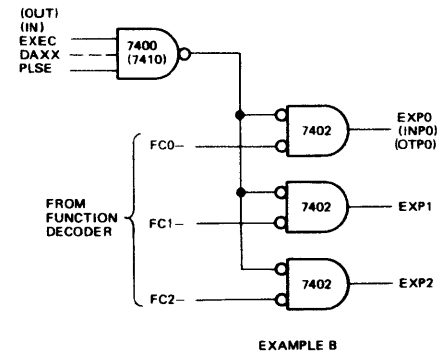 (OUT)
(IN)
EXEC
DAXX
PLSE
7400
(7410)
7402
EXP0
(INP0)
(OTP0)
FC0-
FROM
FUNCTION
DECODER
7402
EXP1
FC1-
7402
EXP2
FC2-
EXAMPLE B